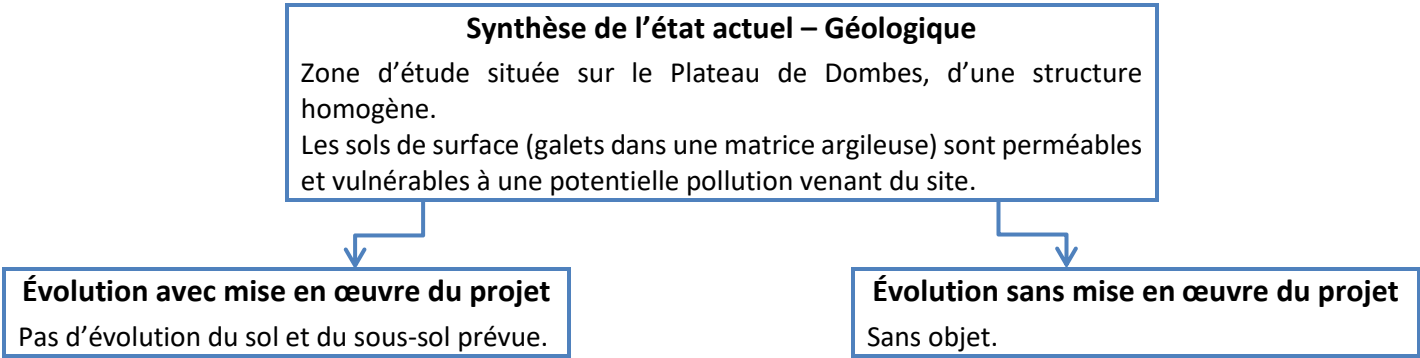 Synthèse de l’état actuel – Géologique
Zone d’étude située sur le Plateau de Dombes, d’une structure
homogène.
Les sols de surface (galets dans une matrice argileuse) sont perméables
et vulnérables à une potentielle pollution venant du site.
Évolution avec mise en œuvre du projet
Pas d’évolution du sol et du sous-sol prévue.
Évolution sans mise en œuvre du projet
Sans objet.